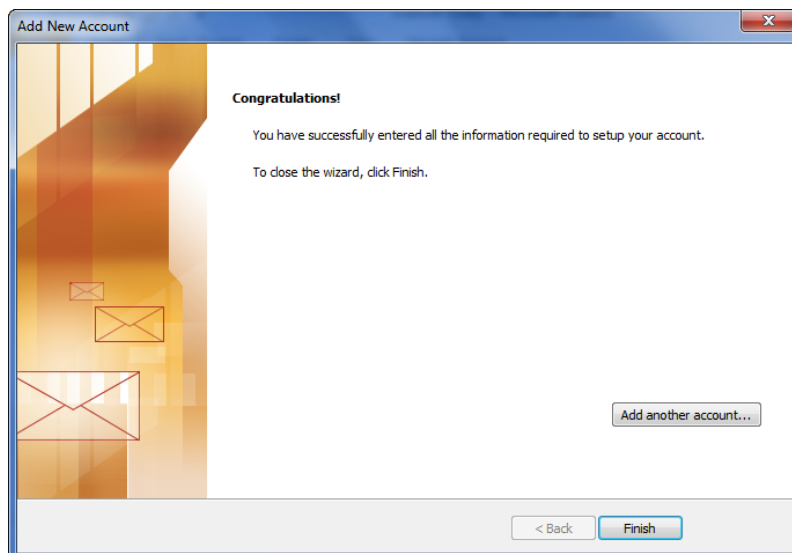 Add New Account
Congratulations!
You have successfully entered all the information required to setup your account.
To close the wizard, click Finish.
Add another account...
< Back
Finish